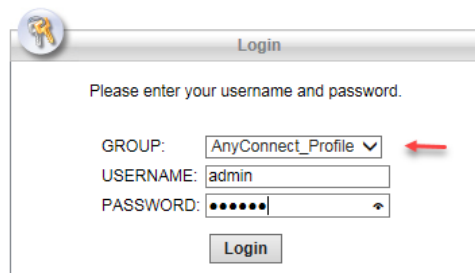 Login
Please enter your username and password.
GROUP: AnyConnect_Profile
USERNAME: admin
PASSWORD: ••••••
Login